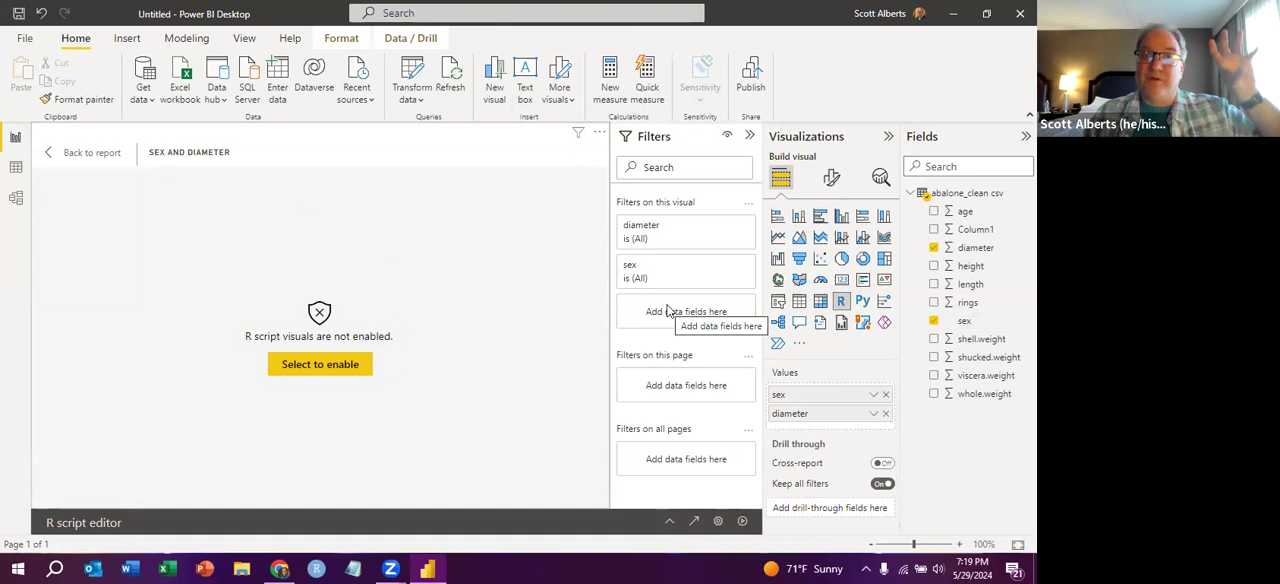 Untitled - Power BI Desktop
Search
Scott Alberts
File
Home
Insert
Modeling
View
Help
Format
Data / Drill
Paste
Cut
Copy
Format painter
Clipboard
Get data
Excel workbook
Data hub
SQL Server
Enter data
Dataverse
Recent sources
Data
Transform data
Refresh
Queries
New visual
Text box
More visuals
Insert
New measure
Quick measure
Calculations
Sensitivity
Sensitivity
Publish
Share
Scott Alberts (he/his...
Back to report
SEX AND DIAMETER
R script visuals are not enabled.
Select to enable
R script editor
Filters
Search
Filters on this visual
...
diameter
is (All)
sex
is (All)
Add data fields here
Add data fields here
Filters on this page
...
Add data fields here
Filters on all pages
...
Add data fields here
Visualizations
Build visual
R
Py
123
...
Values
sex
diameter
Drill through
Cross-report
Off
Keep all filters
On
Add drill-through fields here
Fields
Search
abalone_clean csv
age
Column1
diameter
height
length
rings
sex
shell.weight
shucked.weight
viscera.weight
whole.weight
Page 1 of 1
- + 100%
71°F Sunny
7:19 PM
5/29/2024
21